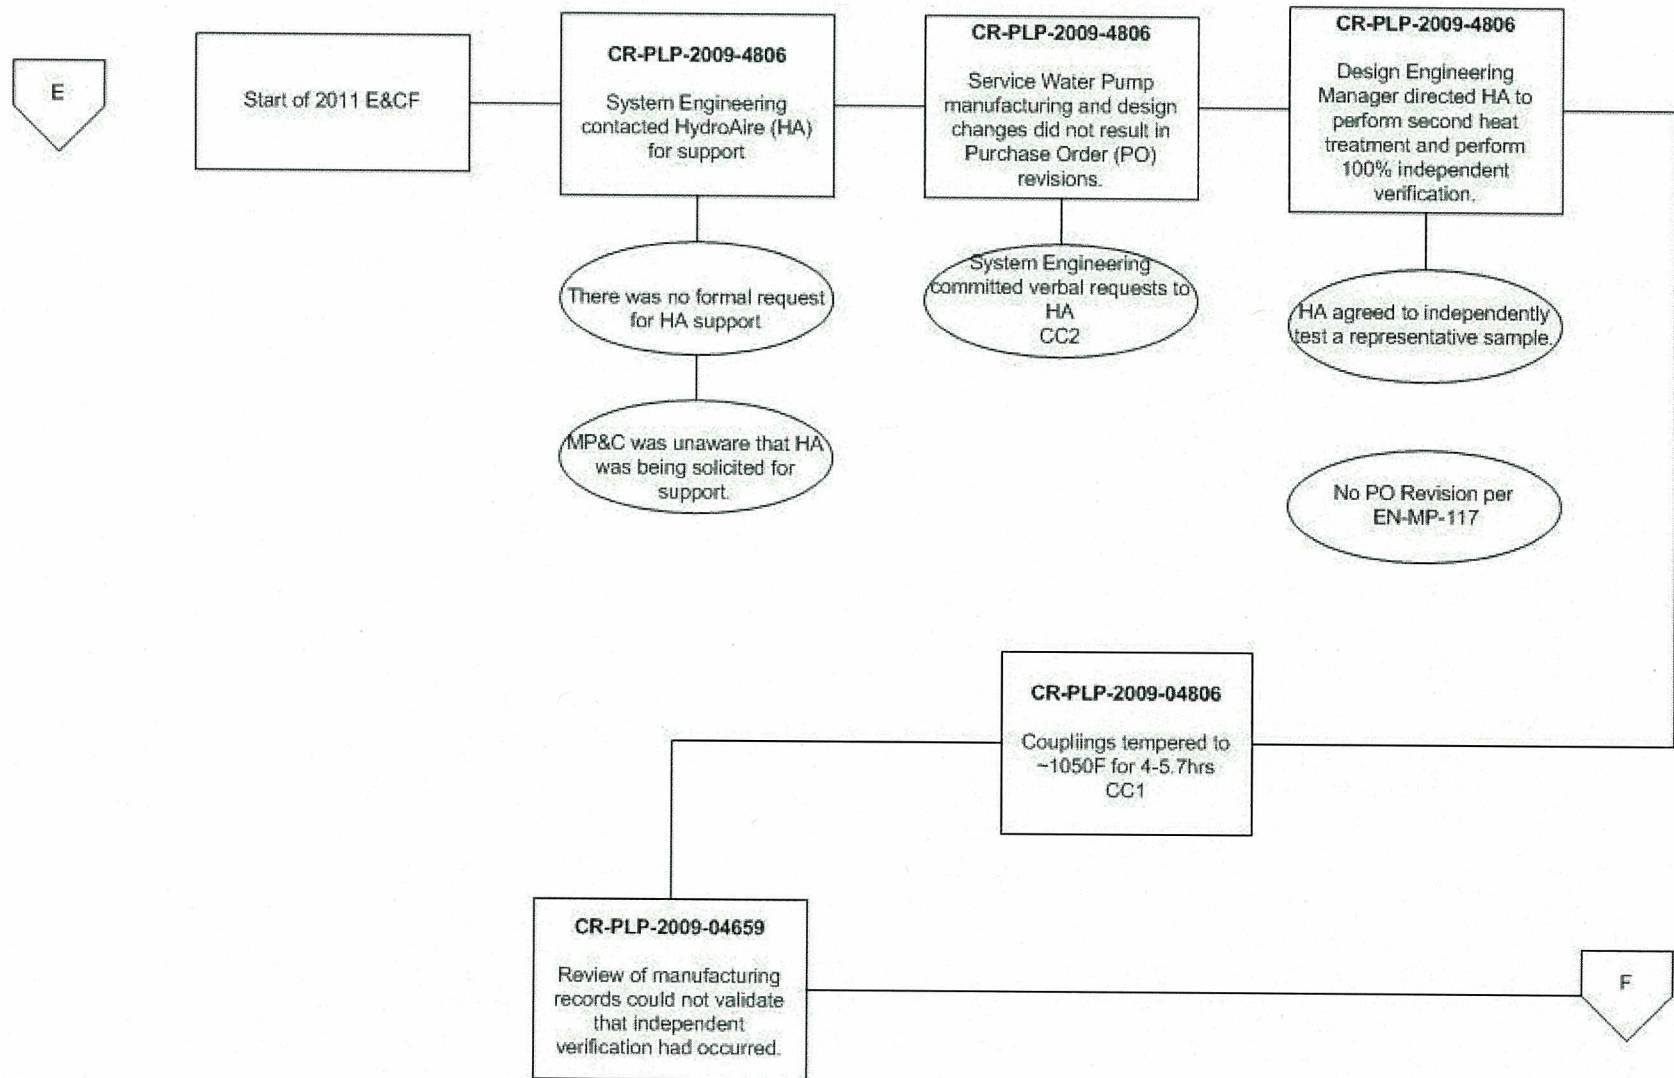 E
Start of 2011 E&CF
CR-PLP-2009-4806
System Engineering
contacted HydroAire (HA)
for support
CR-PLP-2009-4806
Service Water Pump
manufacturing and design
changes did not result in
Purchase Order (PO)
revisions.
CR-PLP-2009-4806
Design Engineering
Manager directed HA to
perform second heat
treatment and perform
100% independent
verification.
There was no formal request
for HA support
System Engineering
committed verbal requests to
HA
CC2
HA agreed to independently
test a representative sample.
MP&C was unaware that HA
was being solicited for
support.
No PO Revision per
EN-MP-117
CR-PLP-2009-04806
Coupliings tempered to
~1050F for 4-5.7hrs
CC1
CR-PLP-2009-04659
Review of manufacturing
records could not validate
that independent
verification had occurred.
F